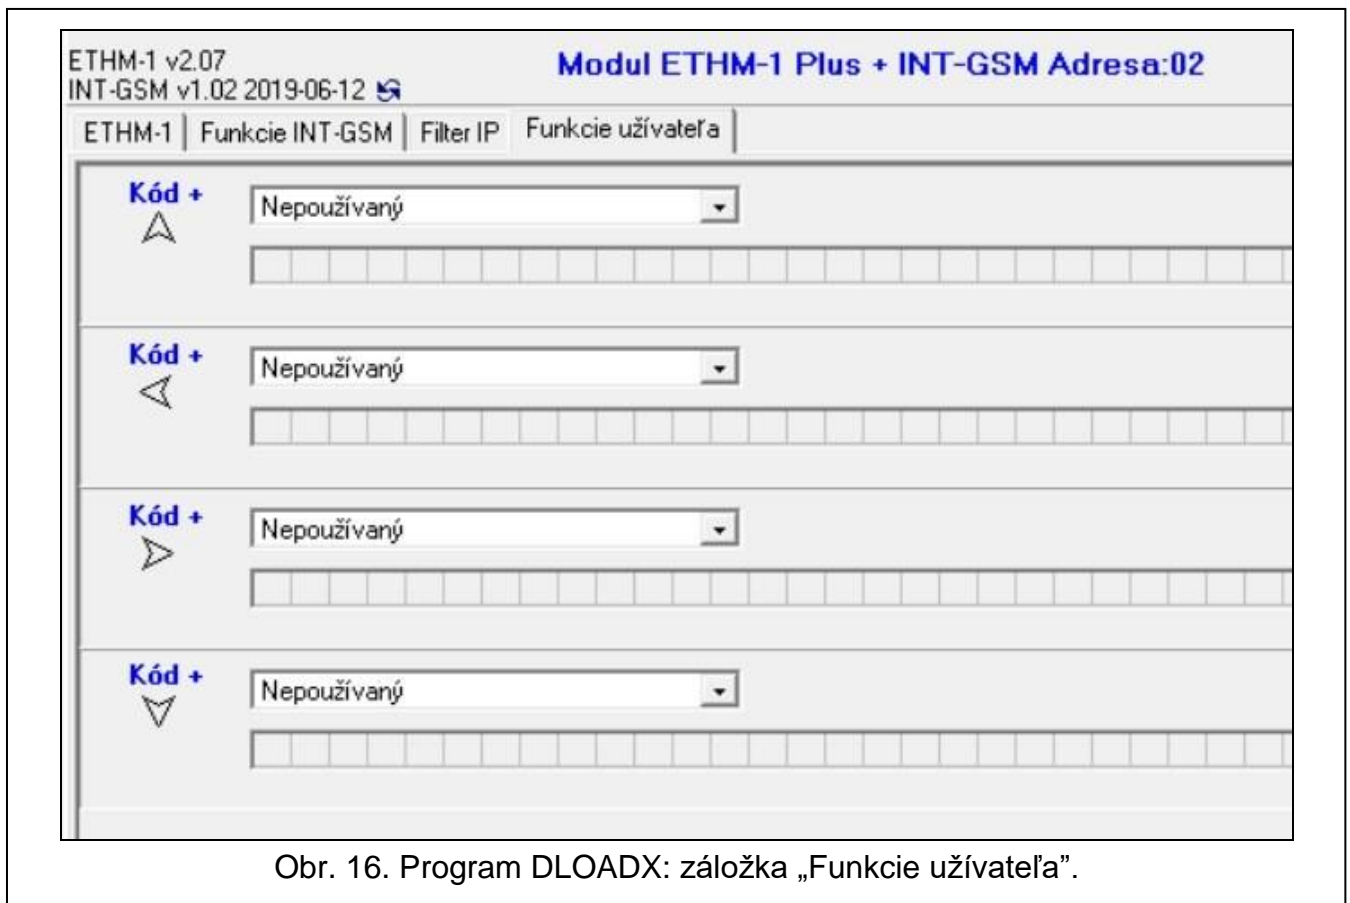 ETHM-1 v2.07
INT-GSM v1.02 2019-06-12
Modul ETHM-1 Plus + INT-GSM Adresa:02
ETHM-1 Funkcie INT-GSM Filter IP Funkcie užívateľa
Kód +
Nepoužívaný
Kód +
Nepoužívaný
Kód +
Nepoužívaný
Kód +
Nepoužívaný
Obr. 16. Program DLOADX: záložka „Funkcie užívateľa”.